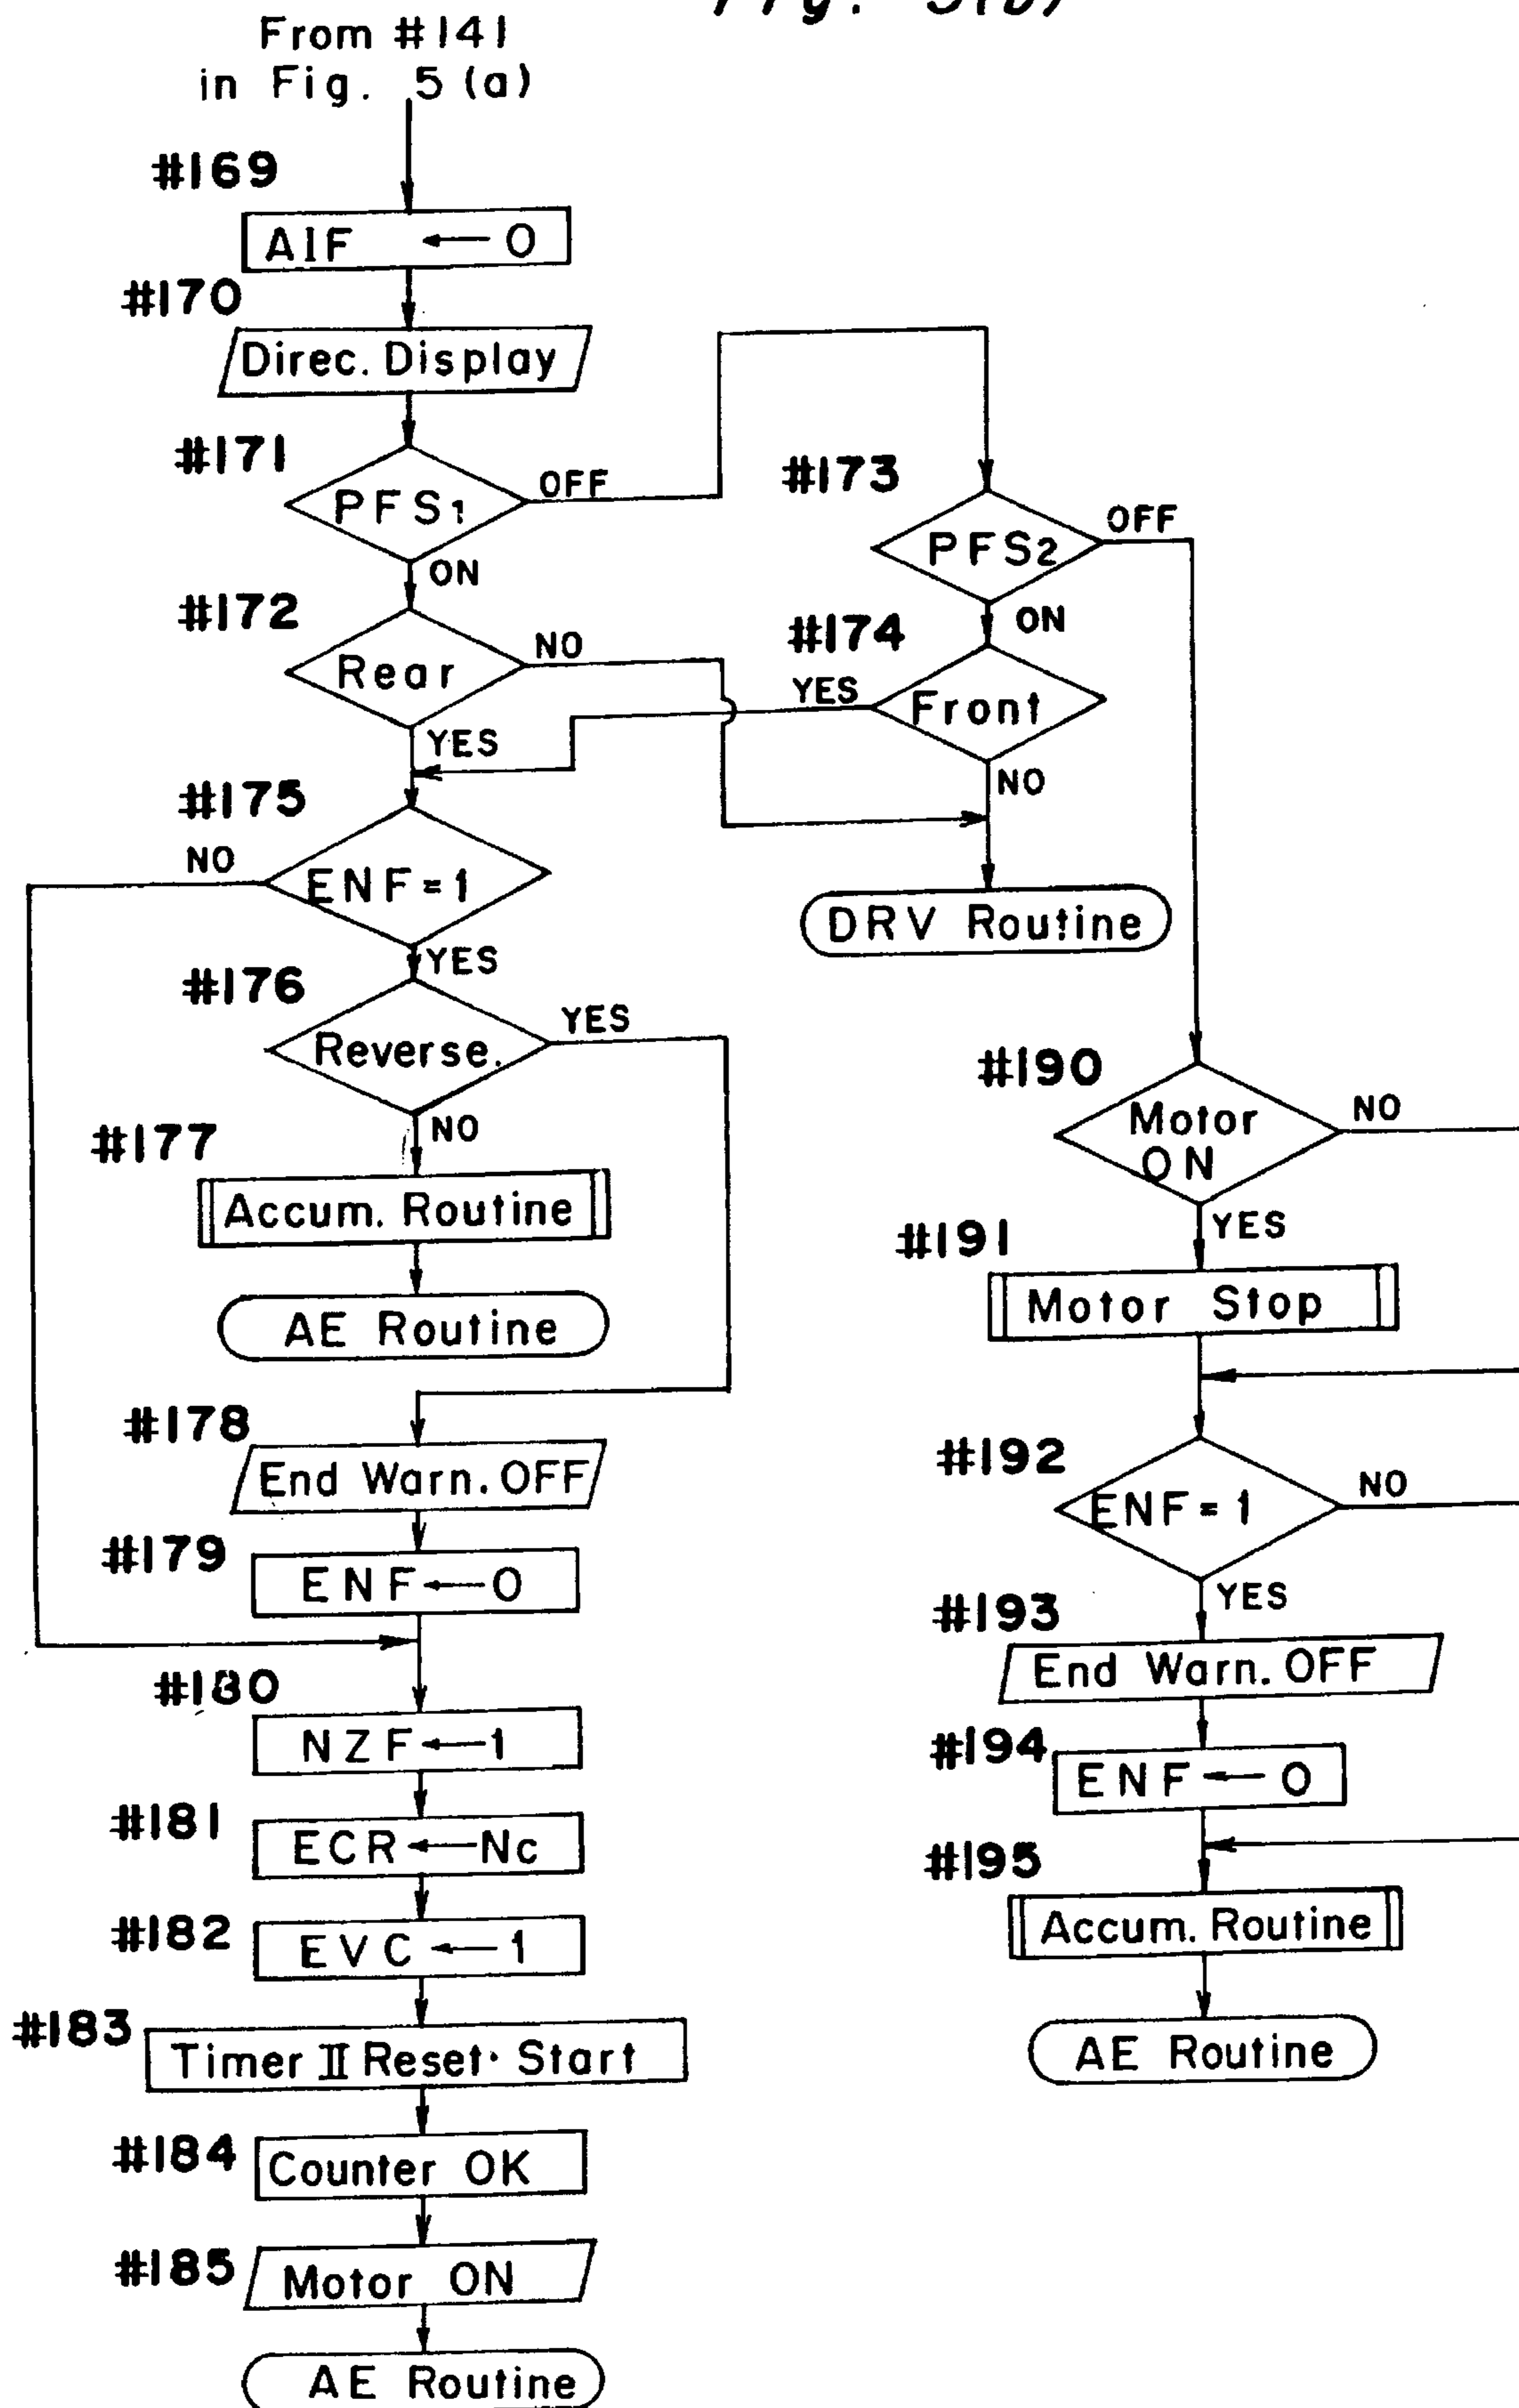 From #141
in Fig. 5 (a)
#169
AIF ← 0
#170
Direc. Display
#171
PFS1
OFF
ON
#172
Rear
NO
YES
#173
PFS2
OFF
ON
#174
Front
YES
NO
DRV Routine
#175
ENF=1
NO
YES
#176
Reverse.
YES
NO
#177
Accum. Routine
AE Routine
#178
End Warn. OFF
#179
ENF←0
#180
NZF←1
#181
ECR←Nc
#182
EVC←1
#183
Timer II Reset· Start
#184
Counter OK
#185
Motor ON
AE Routine
#190
Motor
ON
NO
YES
#191
Motor Stop
#192
ENF=1
NO
YES
#193
End Warn. OFF
#194
ENF←0
#195
Accum. Routine
AE Routine